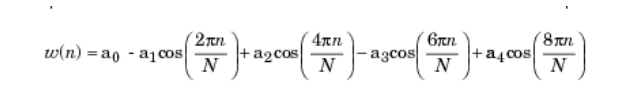 w(n) = a₀ - a₁cos(2πn/N) + a₂cos(4πn/N) − a₃cos(6πn/N) + a₄cos(8πn/N)